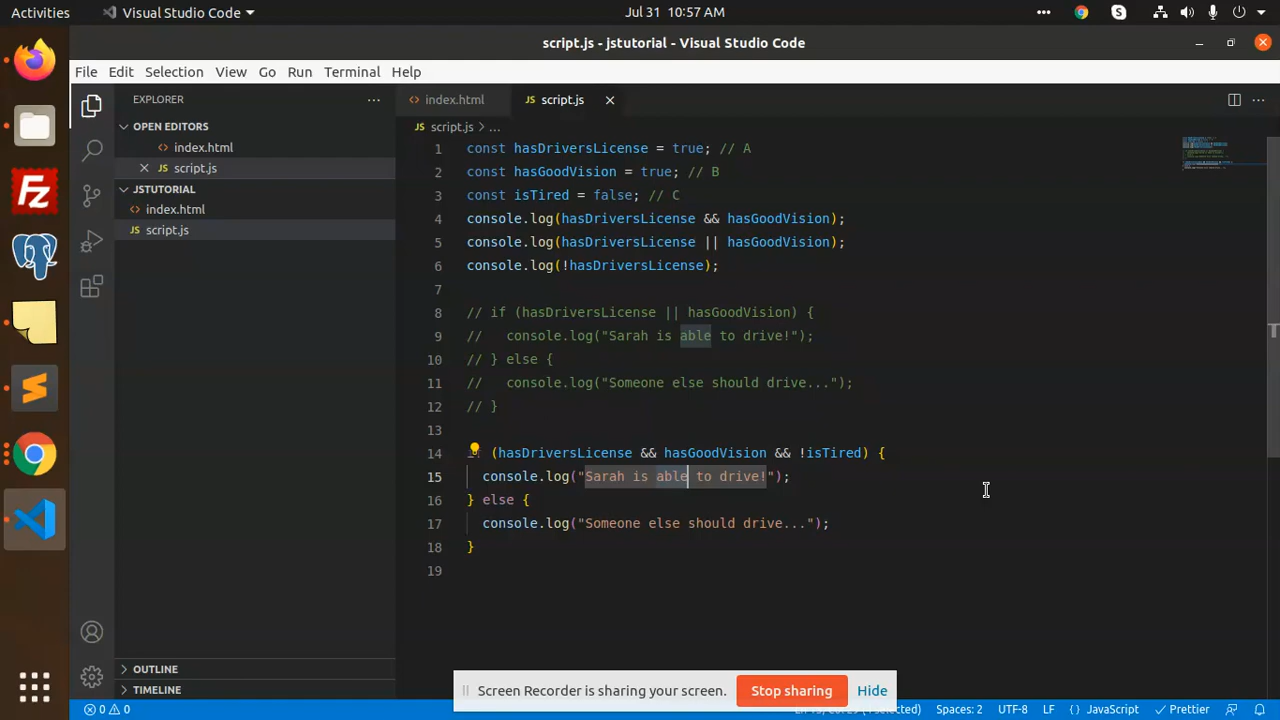 Activities
Visual Studio Code
Jul 31 10:57 AM
script.js - jstutorial - Visual Studio Code
File Edit Selection View Go Run Terminal Help
EXPLORER
OPEN EDITORS
index.html
script.js
JSTUTORIAL
index.html
script.js
OUTLINE
TIMELINE
index.html
JS script.js
JS script.js > ...
1 const hasDriversLicense = true; // A
2 const hasGoodVision = true; // B
3 const isTired = false; // C
4 console.log(hasDriversLicense && hasGoodVision);
5 console.log(hasDriversLicense || hasGoodVision);
6 console.log(!hasDriversLicense);
7
8 // if (hasDriversLicense || hasGoodVision) {
9 //   console.log("Sarah is able to drive!");
10 // } else {
11 //   console.log("Someone else should drive...");
12 // }
13
14 (hasDriversLicense && hasGoodVision && !isTired) {
15   console.log("Sarah is able to drive!");
16 } else {
17   console.log("Someone else should drive...");
18 }
19
Screen Recorder is sharing your screen. Stop sharing Hide
0 0
Spaces: 2 UTF-8 LF { } JavaScript Prettier